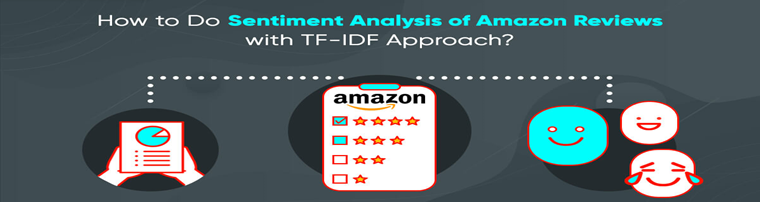 How to Do Sentiment Analysis of Amazon Reviews
with TF-IDF Approach?
amazon